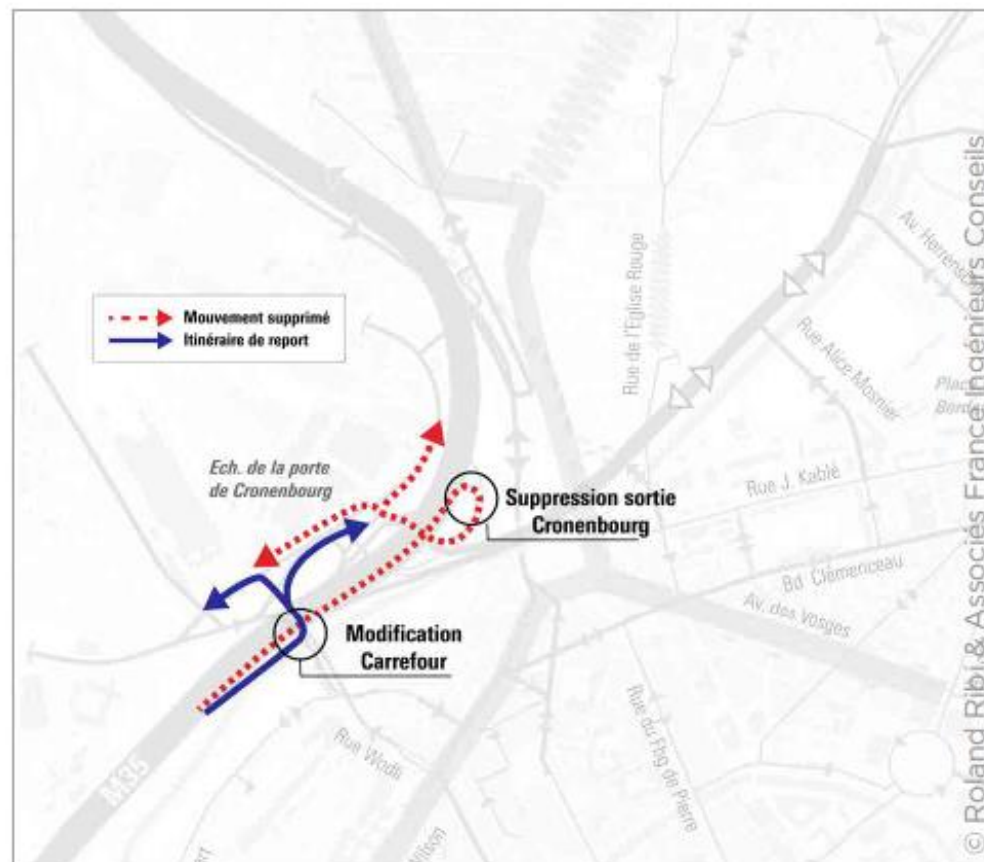 Mouvement supprimé
Itinéraire de report
Ech. de la porte
de Cronenbourg
Suppression sortie
Cronenbourg
Modification
Carrefour
M35
Rue Wodli
Rue du Fbg de Pierre
Rue de l'Eglise Rouge
Rue Alice Mosnier
Rue J. Kablé
Bd. Clémenceau
Av. des Vosges
© Roland Ribi & Associés France Ingénieurs Conseils